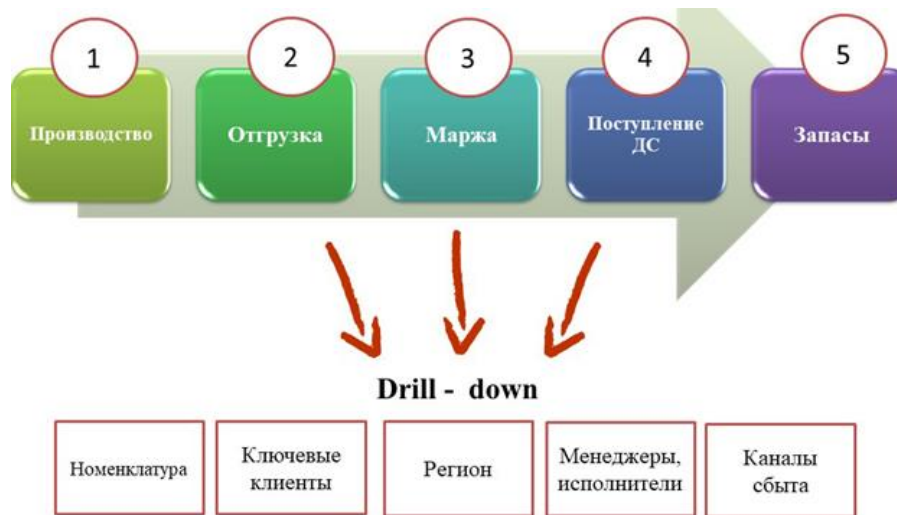 1
2
3
4
5
Производство
Отгрузка
Маржа
Поступление
ДС
Запасы
Drill - down
Номенклатура
Ключевые
клиенты
Регион
Менеджеры,
исполнители
Каналы
сбыта